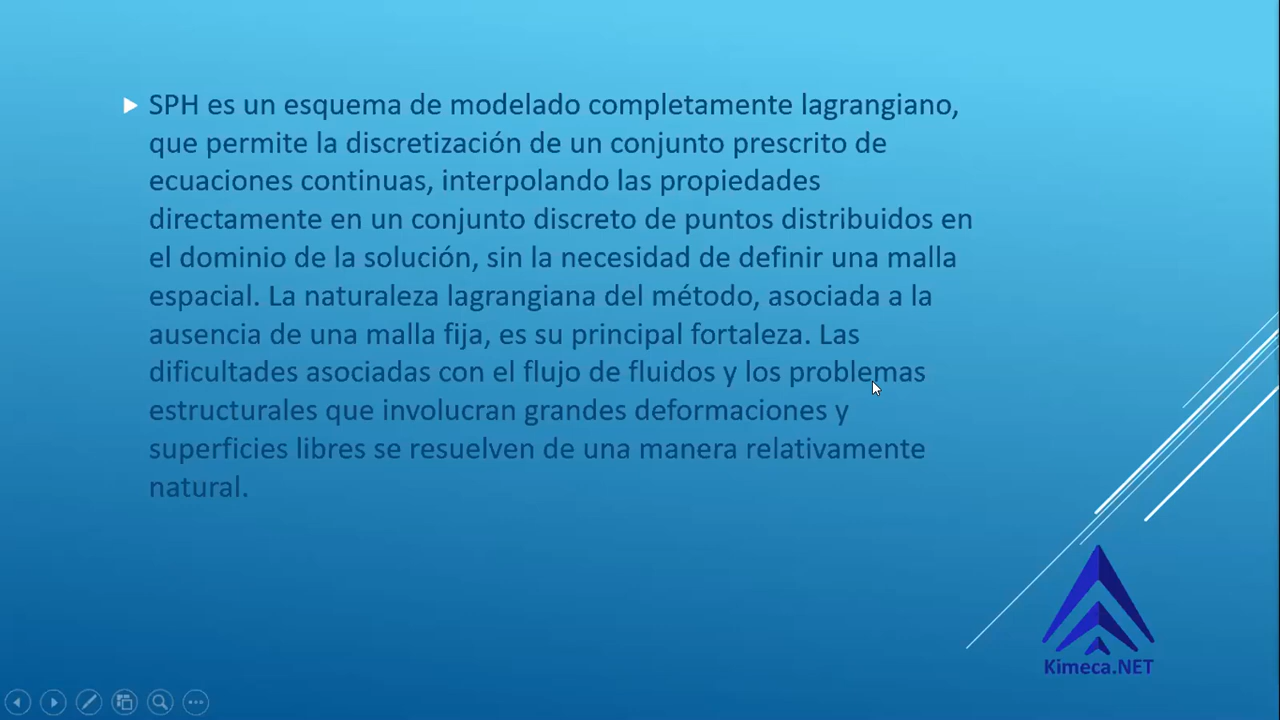 SPH es un esquema de modelado completamente lagrangiano,
que permite la discretización de un conjunto prescrito de
ecuaciones continuas, interpolando las propiedades
directamente en un conjunto discreto de puntos distribuidos en
el dominio de la solución, sin la necesidad de definir una malla
espacial. La naturaleza lagrangiana del método, asociada a la
ausencia de una malla fija, es su principal fortaleza. Las
dificultades asociadas con el flujo de fluidos y los problemas
estructurales que involucran grandes deformaciones y
superficies libres se resuelven de una manera relativamente
natural.
Kimeca.NET